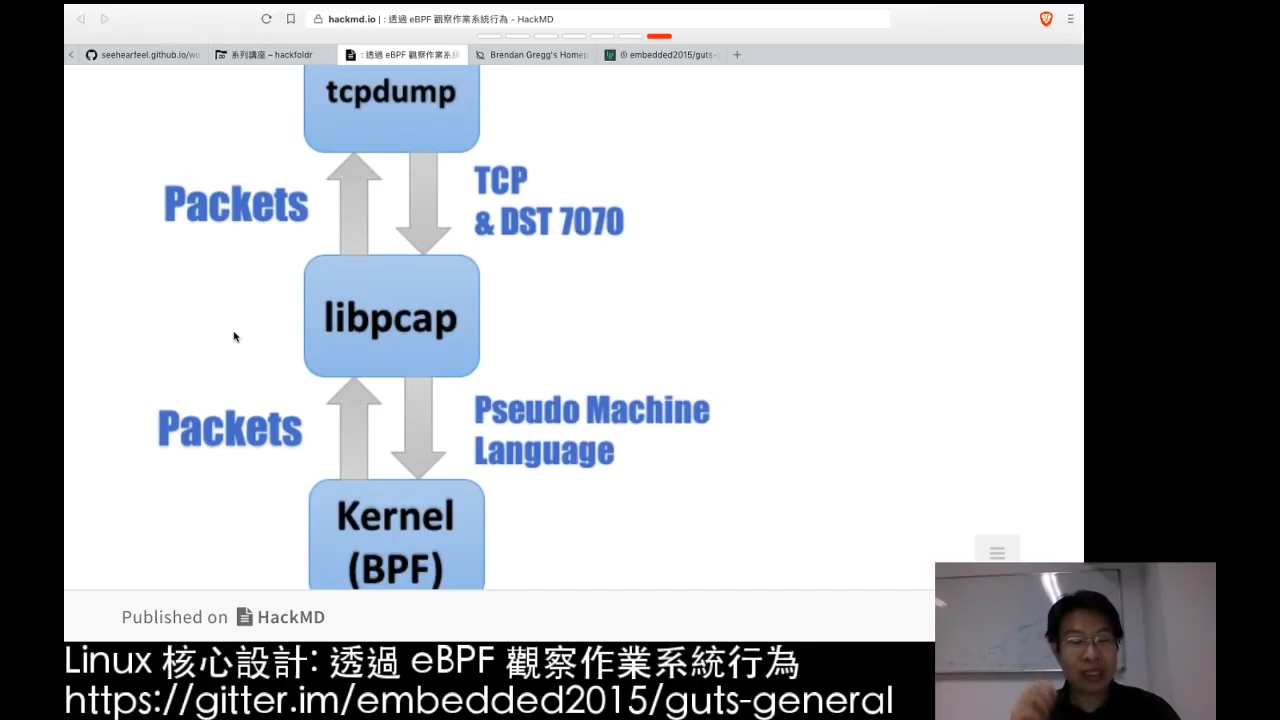 hackmd.io | : 透過 eBPF 觀察作業系統行為 - HackMD
seehearfeel.github.io/wo
系列講座 – hackfoldr
: 透過 eBPF 觀察作業系統
Brendan Gregg's Homep
embedded2015/guts-
tcpdump
Packets
TCP
& DST 7070
libpcap
Packets
Pseudo Machine
Language
Kernel
(BPF)
Published on HackMD
Linux 核心設計: 透過 eBPF 觀察作業系統行為
https://gitter.im/embedded2015/guts-general